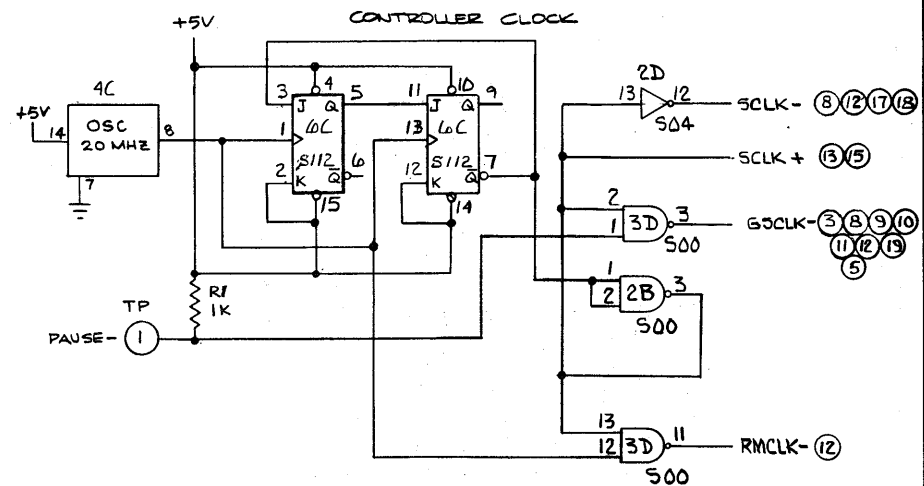 CONTROLLER CLOCK
+5V
4C
+5V 14 OSC 20 MHZ 8
7
3 J Q 5
4
1 6C
S112
2 K Q̅ 6
15
11 J Q 9
10
13 6C
S112
12 K Q̅ 7
14
R1
1K
TP
PAUSE- 1
2D
13 12 SCLK- 8 12 17 18
S04
SCLK+ 13 15
2
1 3D 3 GSCLK- 3 8 9 10
S00 11 12 19
5
1
2 2B 3
S00
13
12 3D 11 RMCLK- 12
S00